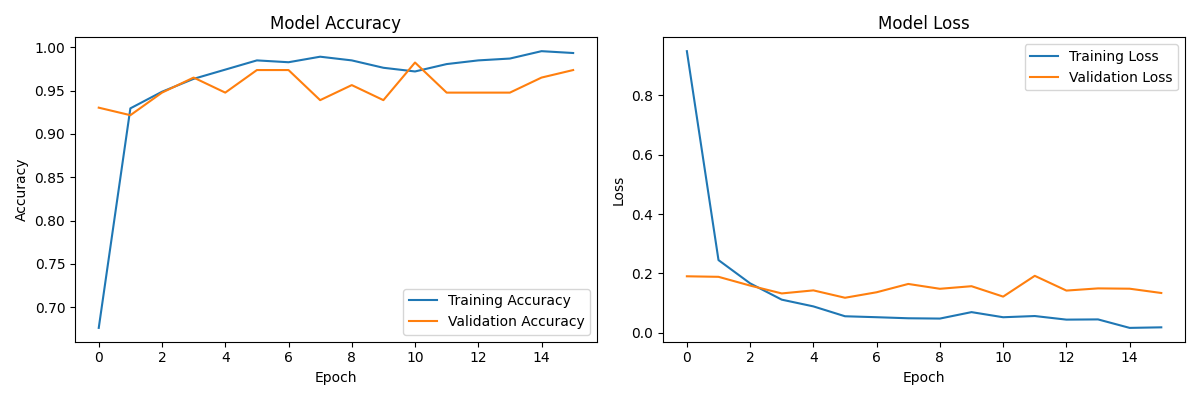 Model Accuracy
1.00
0.95
0.90
0.85
0.80
0.75
0.70
Accuracy
Training Accuracy
Validation Accuracy
0 2 4 6 8 10 12 14
Epoch
Model Loss
Training Loss
Validation Loss
0.8
0.6
0.4
0.2
0.0
Loss
0 2 4 6 8 10 12 14
Epoch